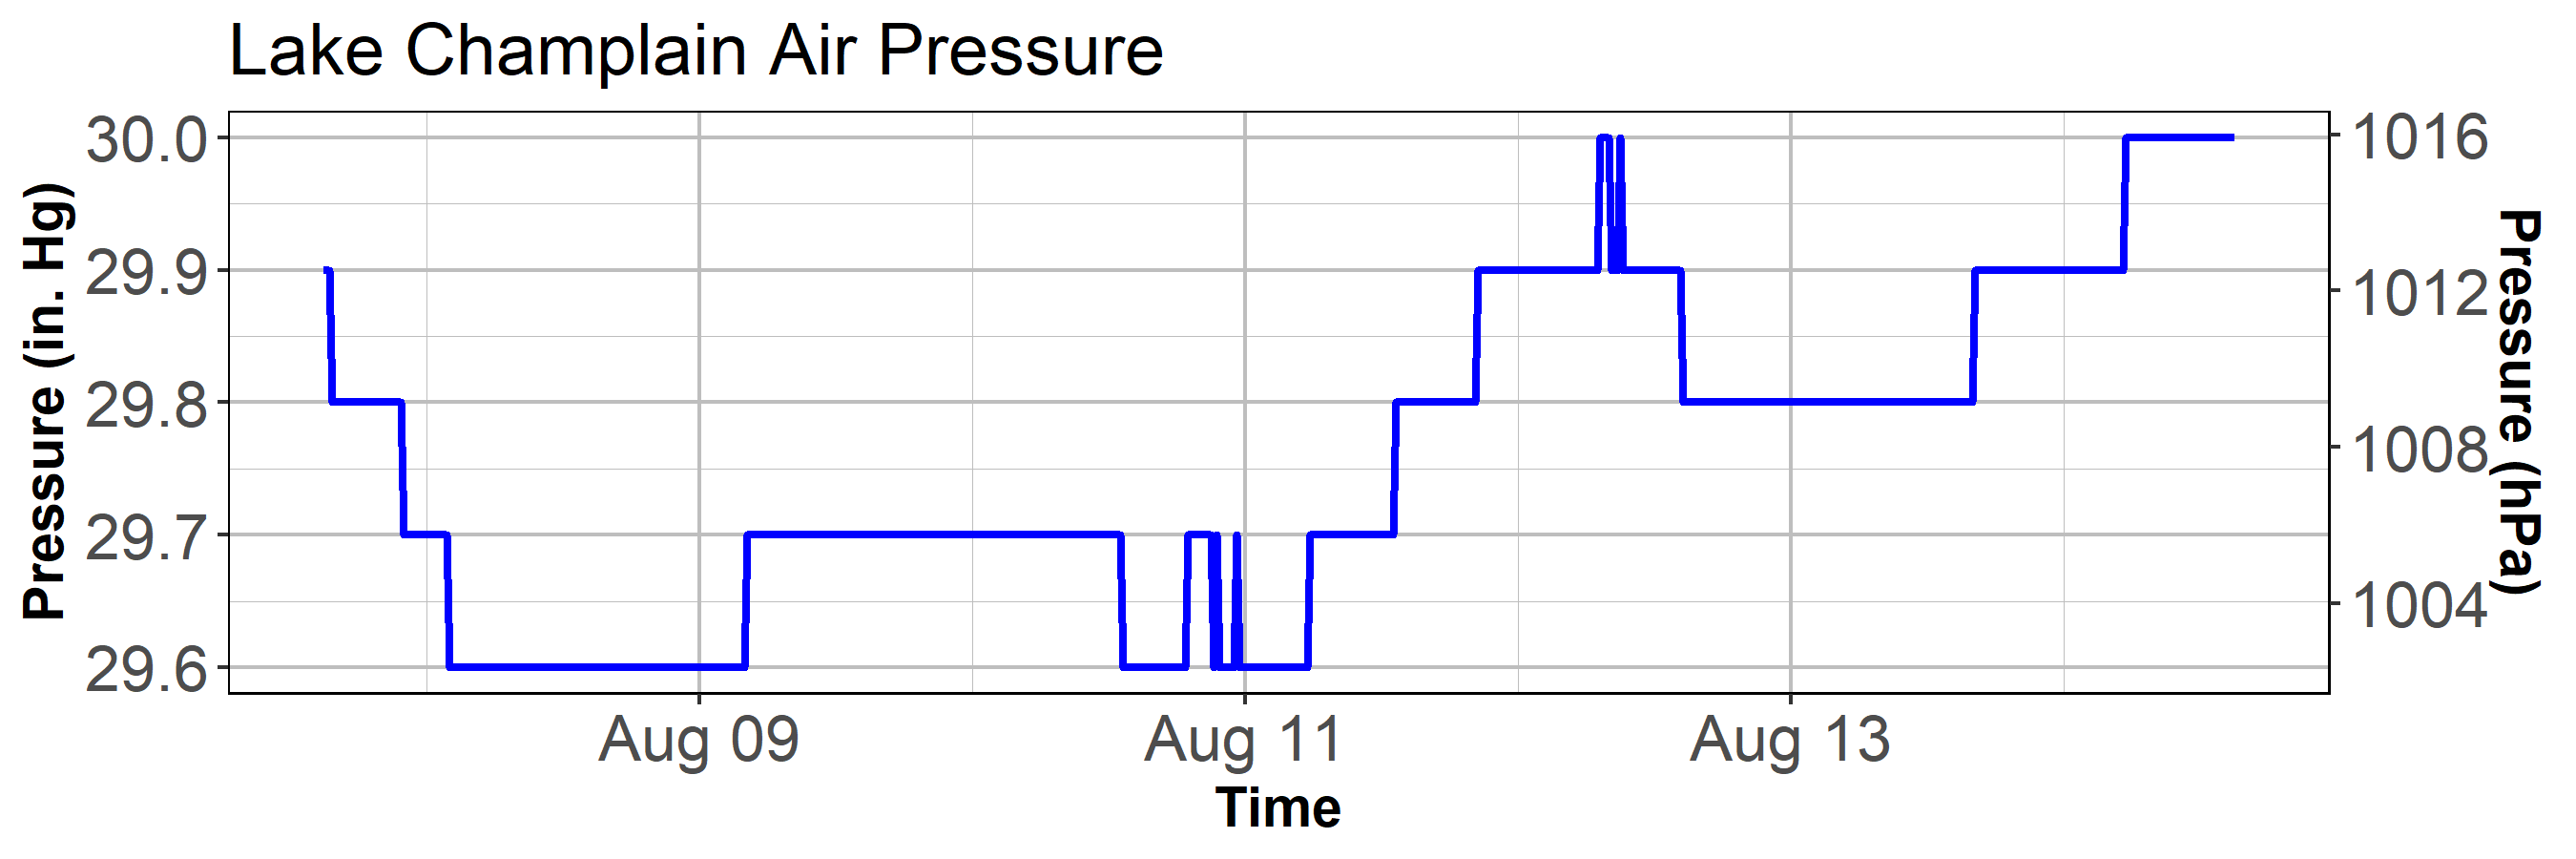 Lake Champlain Air Pressure
Pressure (in. Hg)
30.0
29.9
29.8
29.7
29.6
1016
1012
1008
1004
Pressure (hPa)
Aug 09 Aug 11 Aug 13
Time